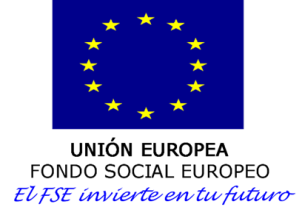 UNIÓN EUROPEA
FONDO SOCIAL EUROPEO
El FSE invierte en tu futuro